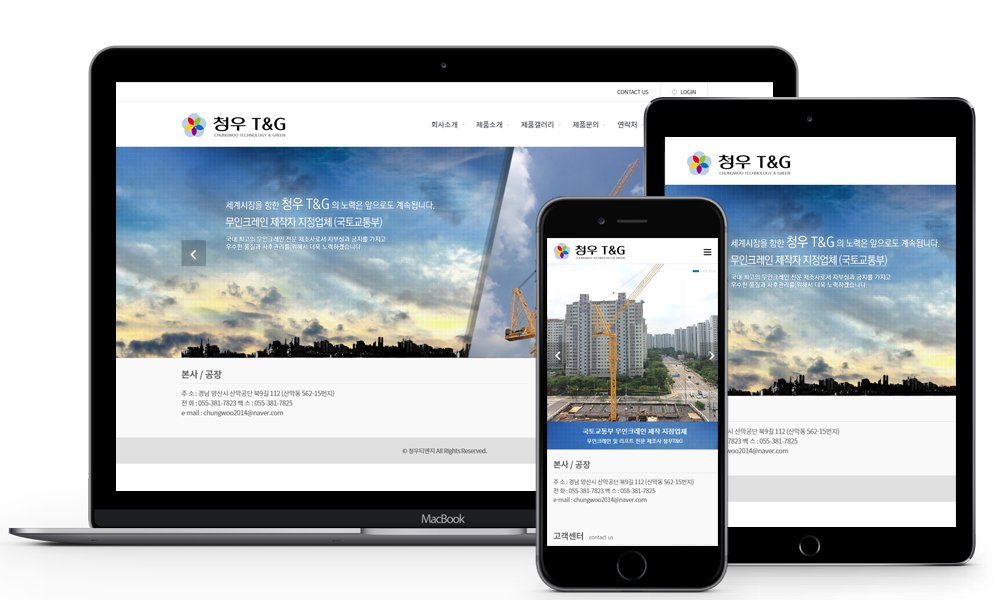 CONTACT US
LOGIN
청우 T&G
CHUNGWOO TECHNOLOGY & GREEN
회사소개 제품소개 제품갤러리 제품문의 연락처
세계시장을 향한 청우 T&G 의 노력은 앞으로도 계속됩니다.
무인크레인 제작자 지정업체 (국토교통부)
국내 최고의 무인크레인 전문 제조사로서 자부심과 긍지를 가지고
우수한 품질과 사후관리를 위해서 더욱 노력하겠습니다
본사 / 공장
주 소 : 경남 양산시 산막공단 북9길 112 (산막동 562-15번지)
전 화 : 055-381-7823 팩 스 : 055-381-7825
e-mail : chungwoo2014@naver.com
© 청우티앤지 All Rights Reserved.
MacBook
청우 T&G
CHUNGWOO TECHNOLOGY & GREEN
세계시장을 향한 청우 T&G 의 노력은 앞으로도 계속됩니다.
무인크레인 제작자 지정업체 (국토교통부)
국내 최고의 무인크레인 전문 제조사로서 자부심과 긍지를 가지고
우수한 품질과 사후관리를 위해서 더욱 노력하겠습니다
시 산막공단 북9길 112 (산막동 562-15번지)
7823 팩 스 : 055-381-7825
woo2014@naver.com
청우 T&G
국토교통부 무인크레인 제작 지정업체
무인크레인 및 리프트 전문 제조사 청우T&G
본사 / 공장
주 소 : 경남 양산시 산막공단 북9길 112 (산막동 562-15번지)
전 화 : 055-381-7823 팩 스 : 055-381-7825
e-mail : chungwoo2014@naver.com
고객센터 contact us